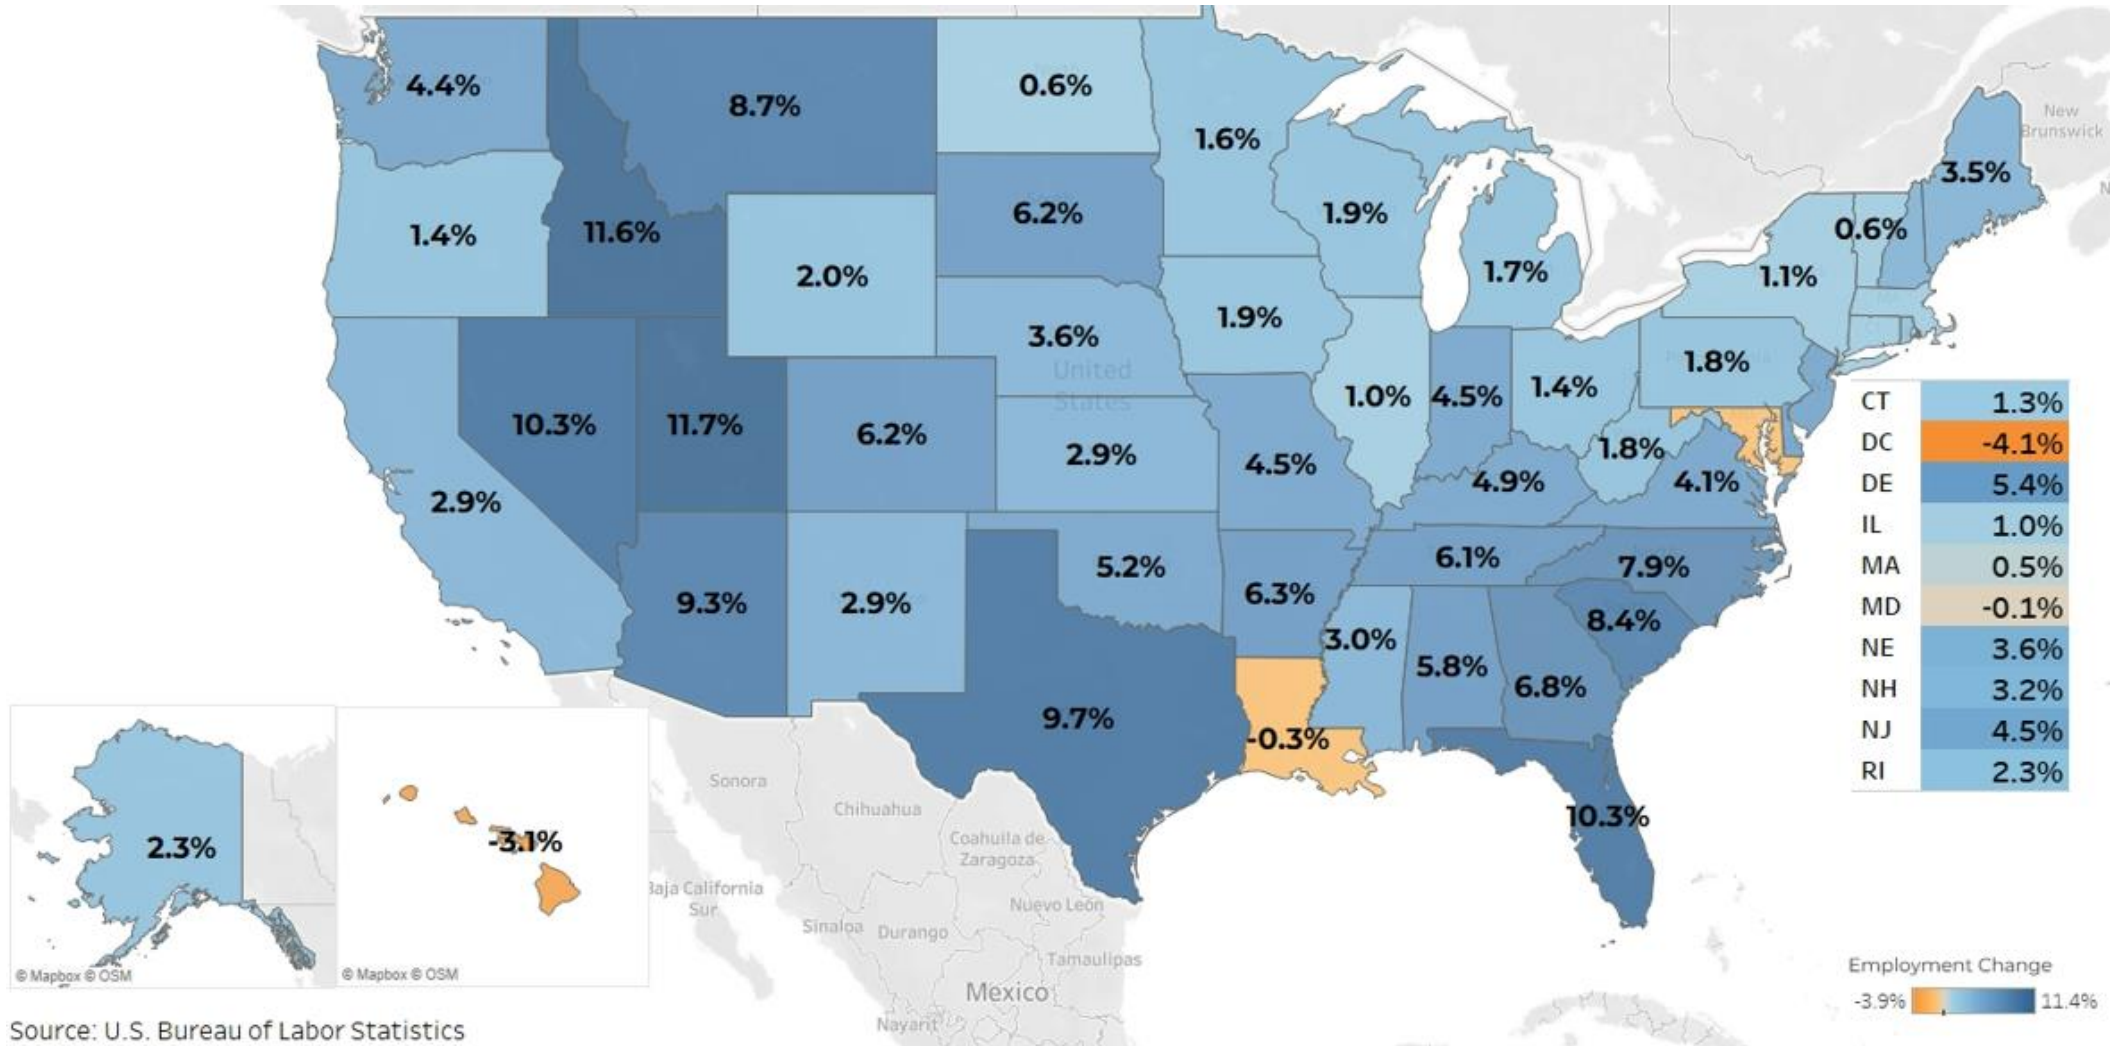 4.4%
8.7%
0.6%
1.6%
New
Brunswick
3.5%
1.4%
11.6%
6.2%
1.9%
0.6%
2.0%
1.7%
1.1%
3.6%
1.9%
United
States
1.8%
10.3%
11.7%
6.2%
2.9%
4.5%
1.0%
4.5%
1.4%
1.8%
4.9%
4.1%
2.9%
9.3%
2.9%
5.2%
6.3%
6.1%
7.9%
8.4%
3.0%
5.8%
6.8%
9.7%
-0.3%
10.3%
CT 1.3%
DC -4.1%
DE 5.4%
IL 1.0%
MA 0.5%
MD -0.1%
NE 3.6%
NH 3.2%
NJ 4.5%
RI 2.3%
Sonora
Chihuahua
Coahuila de
Zaragoza
2.3%
-3.1%
Baja California
Sur
Nuevo León
Sinaloa
Durango
Tamaulipas
Mexico
Nayarit
© Mapbox © OSM
© Mapbox © OSM
Employment Change
-3.9% 11.4%
Source: U.S. Bureau of Labor Statistics